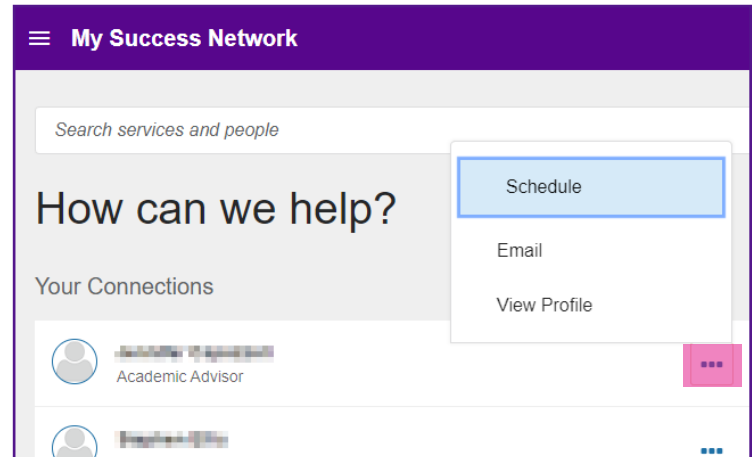 My Success Network
Search services and people
How can we help?
Schedule
Email
View Profile
Your Connections
Academic Advisor